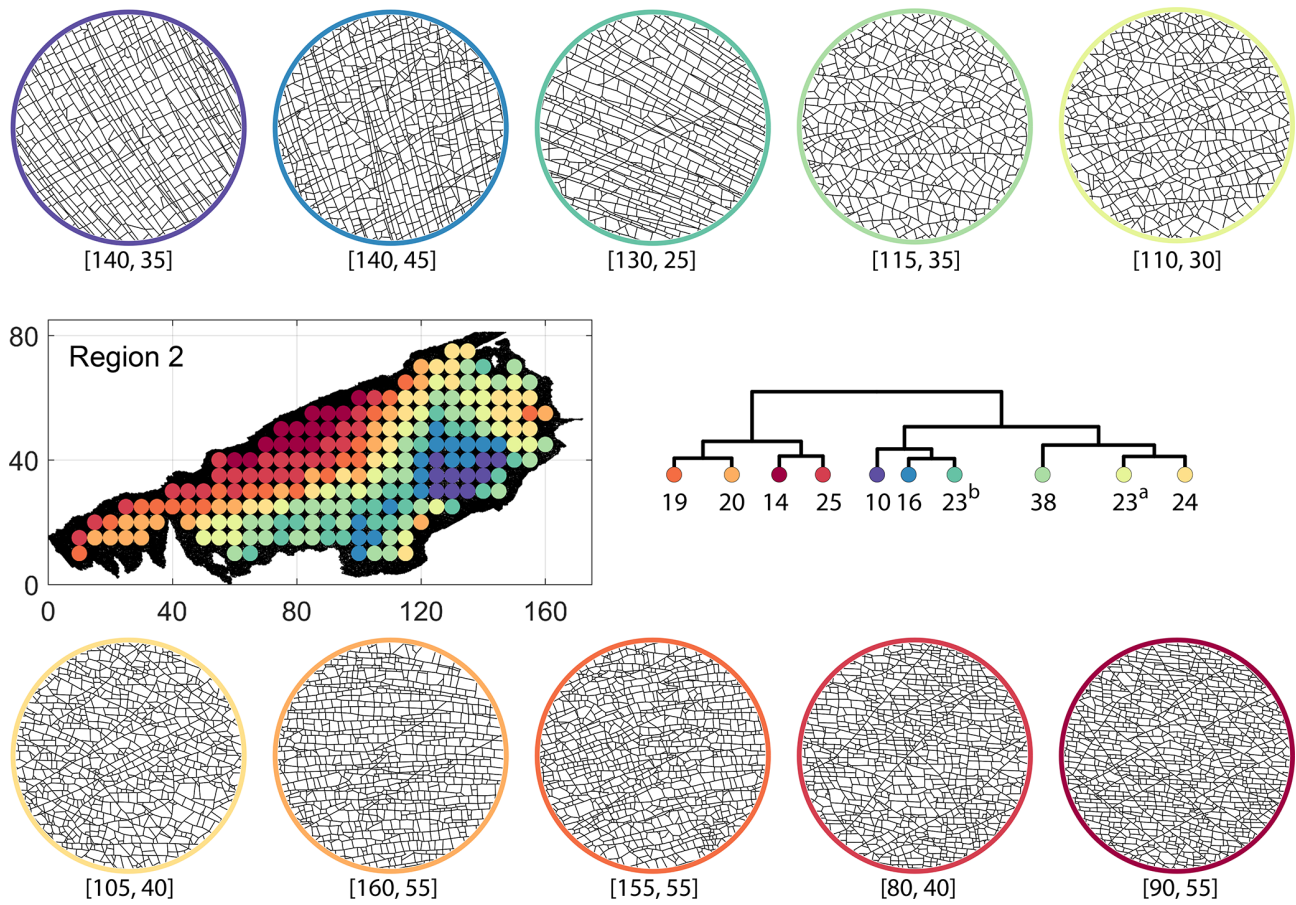 [140, 35] [140, 45] [130, 25] [115, 35] [110, 30]
80
Region 2
40
0
0 40 80 120 160
19 20 14 25 10 16 23b 38 23a 24
[105, 40] [160, 55] [155, 55] [80, 40] [90, 55]